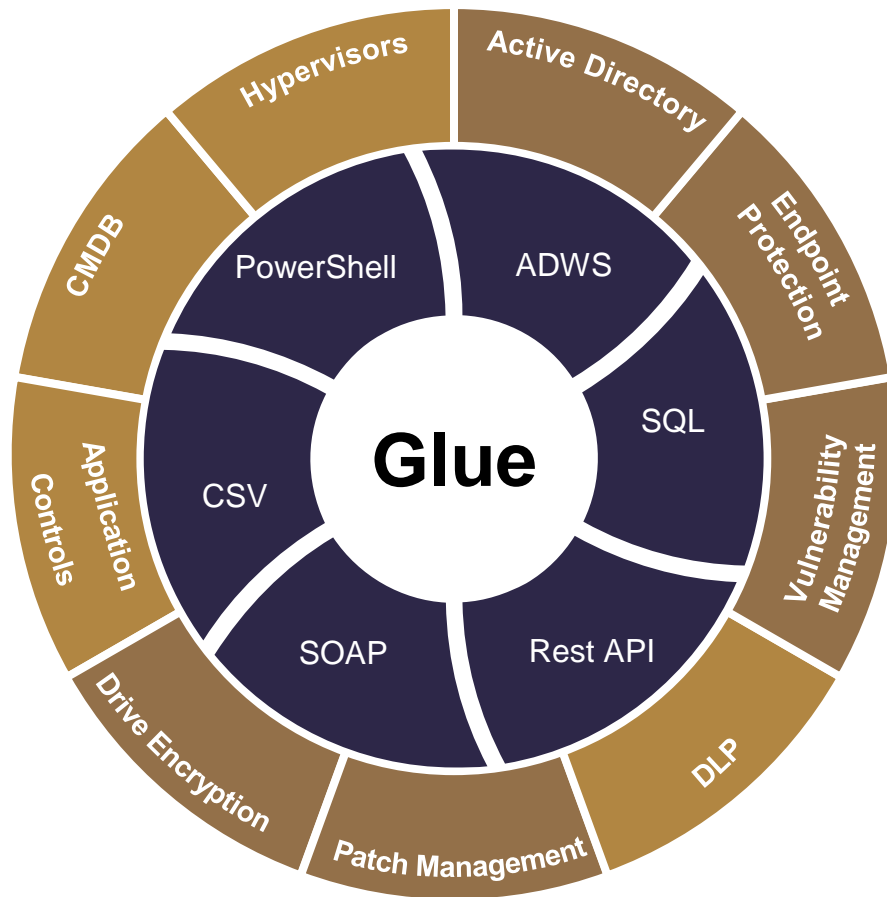 Hypervisors
Active Directory
Endpoint
Protection
Vulnerability
Management
DLP
Patch Management
Drive Encryption
Application
Controls
CMDB
PowerShell
ADWS
SQL
Rest API
SOAP
CSV
Glue